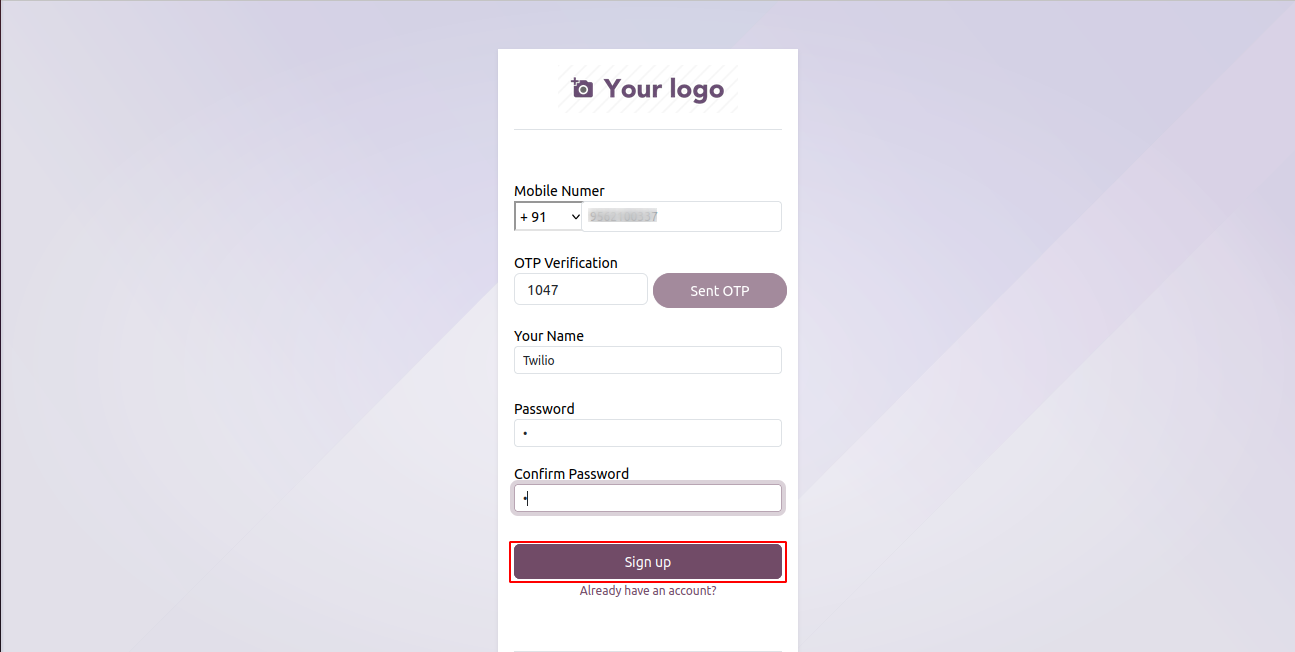 Your logo
Mobile Numer
+ 91
OTP Verification
1047 Sent OTP
Your Name
Twilio
Password
•
Confirm Password
•
Sign up
Already have an account?